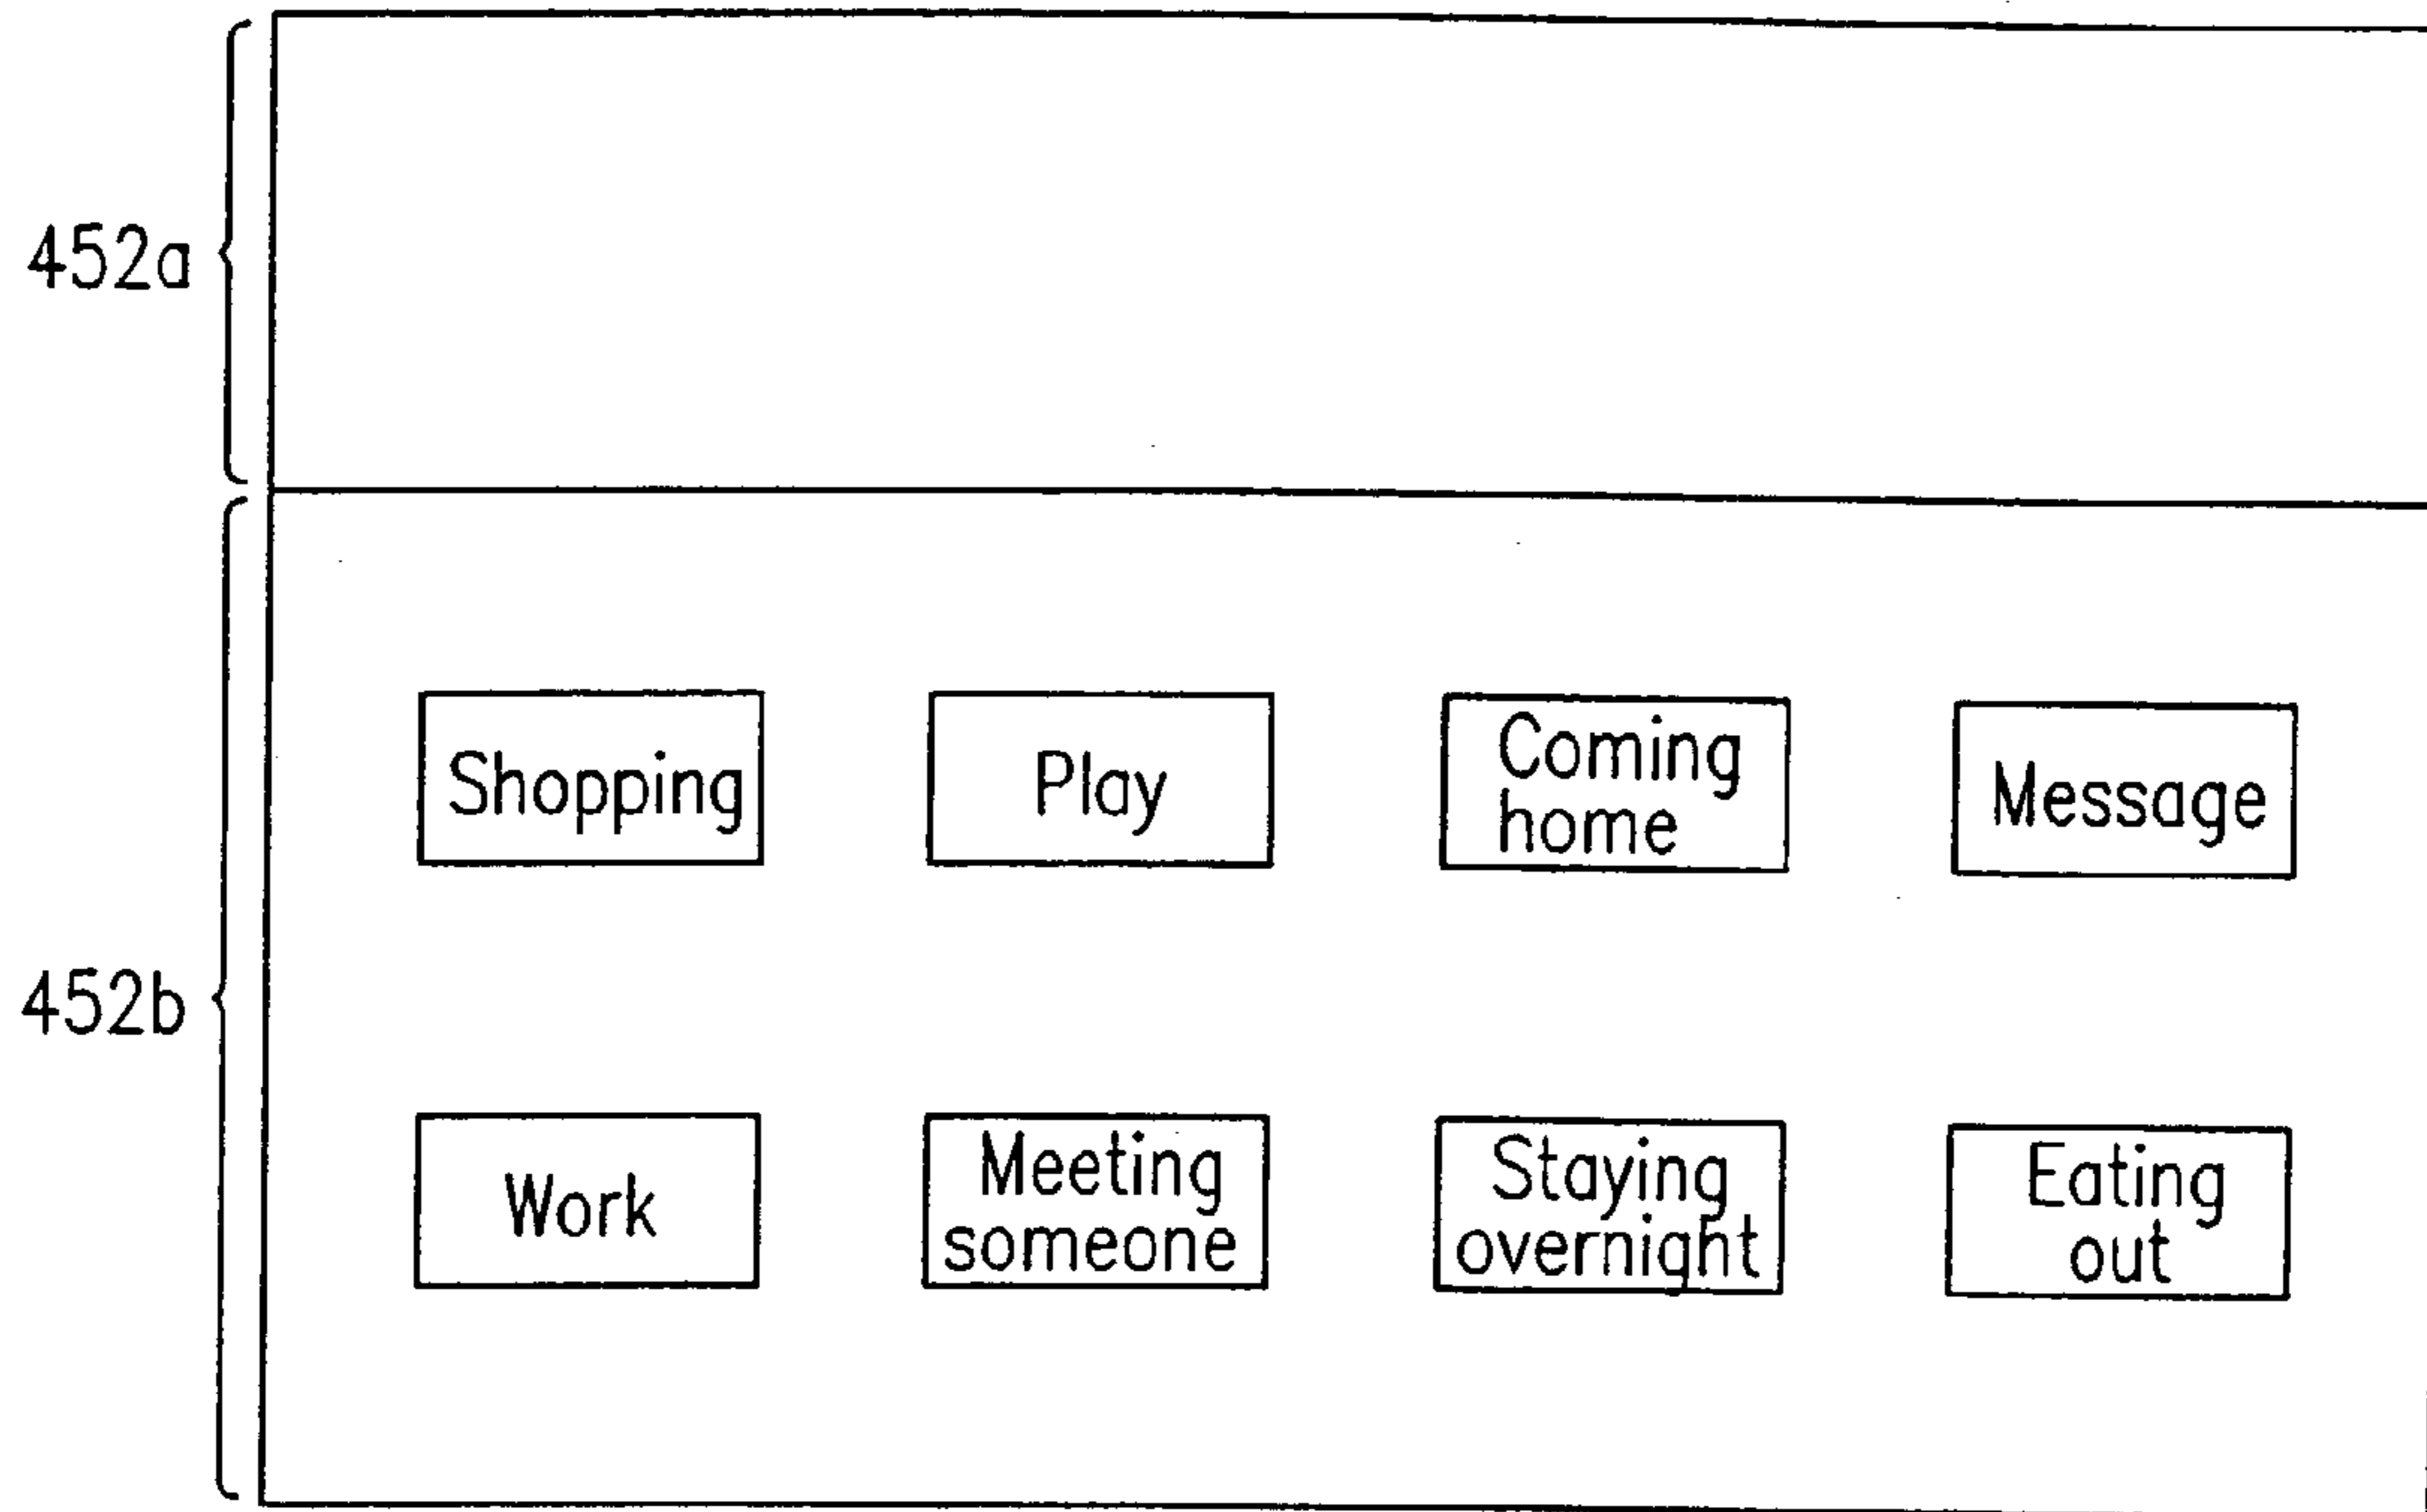 452a
452b
Shopping
Play
Coming
home
Message
Work
Meeting
someone
Staying
overnight
Eating
out